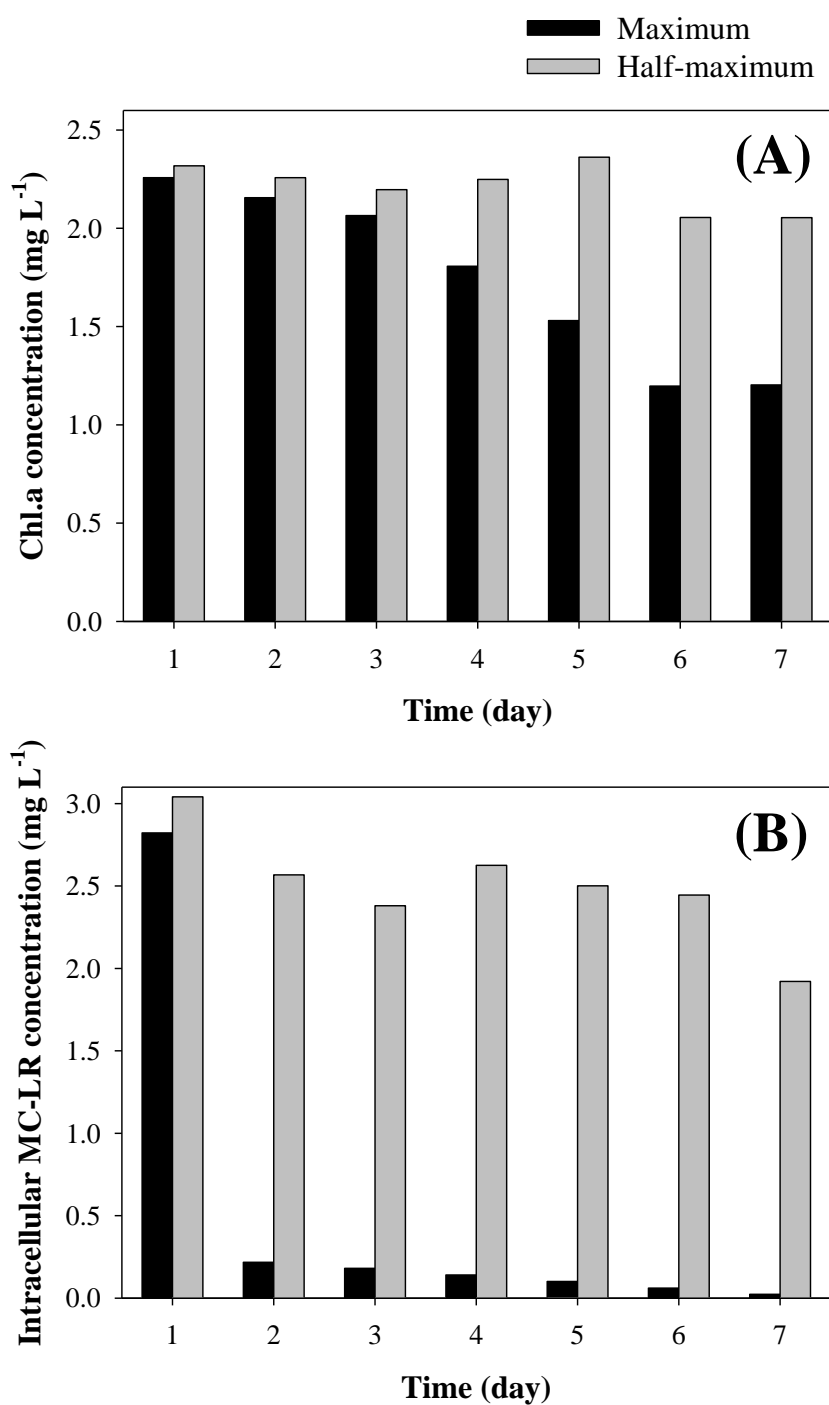 Maximum
Half-maximum
(A)
Chl.a concentration (mg L⁻¹)
2.5
2.0
1.5
1.0
0.5
0.0
1 2 3 4 5 6 7
Time (day)
(B)
Intracellular MC-LR concentration (mg L⁻¹)
3.0
2.5
2.0
1.5
1.0
0.5
0.0
1 2 3 4 5 6 7
Time (day)